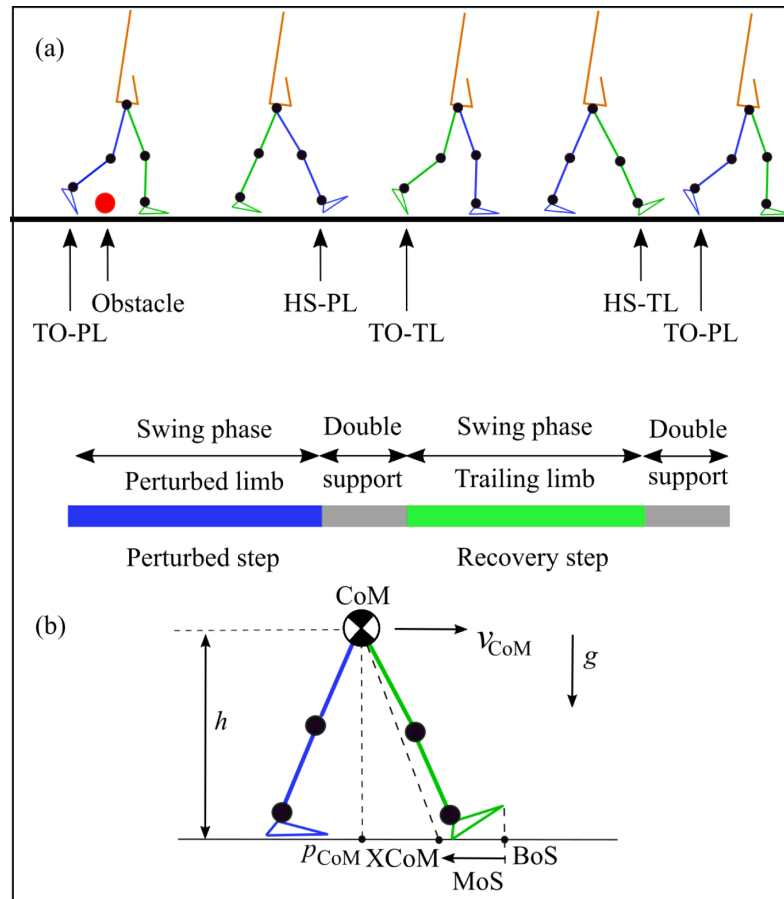 (a)
Obstacle HS-PL HS-TL
TO-PL TO-TL TO-PL
Swing phase Double Swing phase Double
Perturbed limb support Trailing limb support
Perturbed step Recovery step
(b)
CoM
vCoM
g
h
pCoM XCoM BoS
MoS